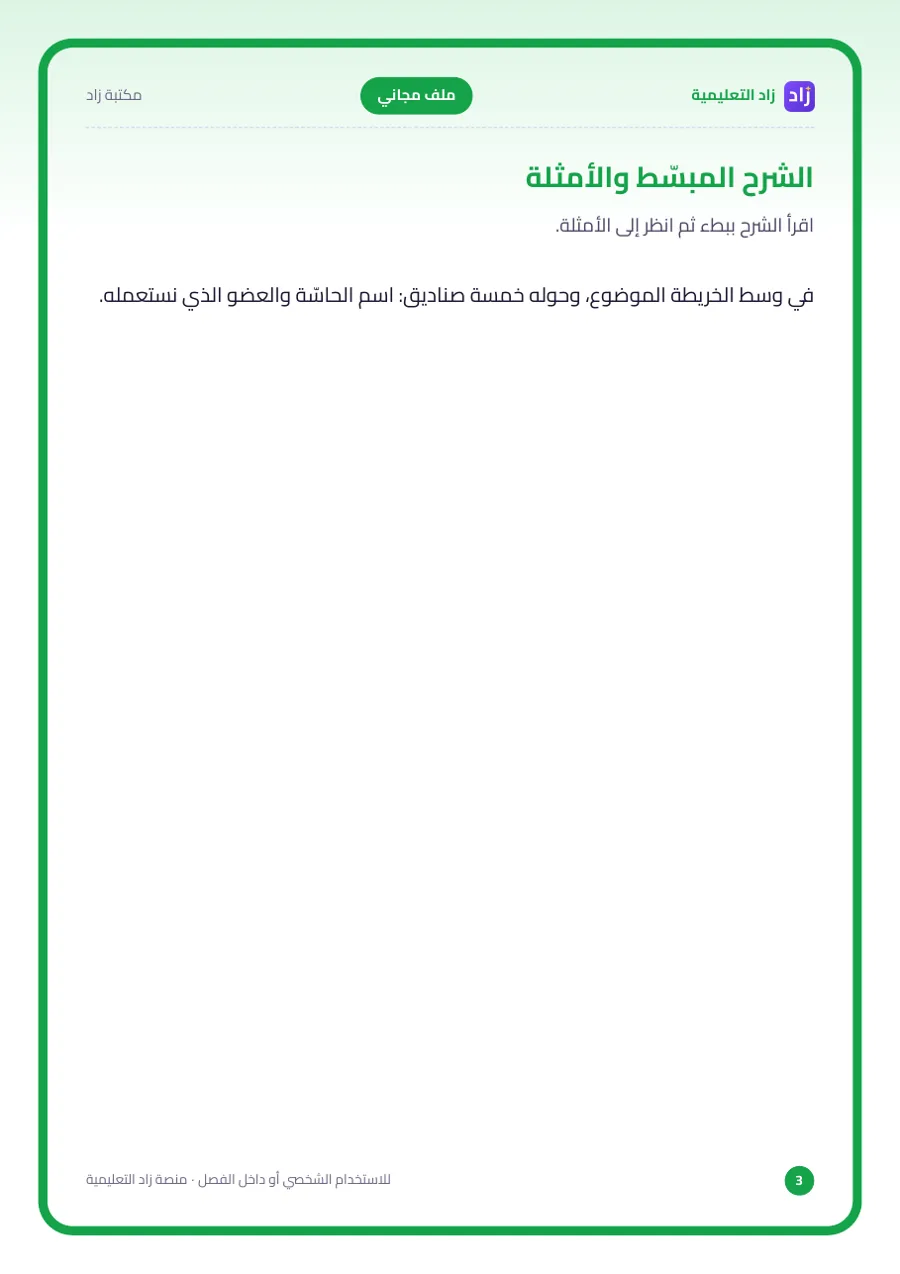 زاد زاد التعليمية
ملف مجاني
مكتبة زاد
الشرح المبسّط والأمثلة
اقرأ الشرح ببطء ثم انظر إلى الأمثلة.
في وسط الخريطة الموضوع، وحوله خمسة صناديق: اسم الحاسّة والعضو الذي نستعمله.
3
للاستخدام الشخصي أو داخل الفصل · منصة زاد التعليمية